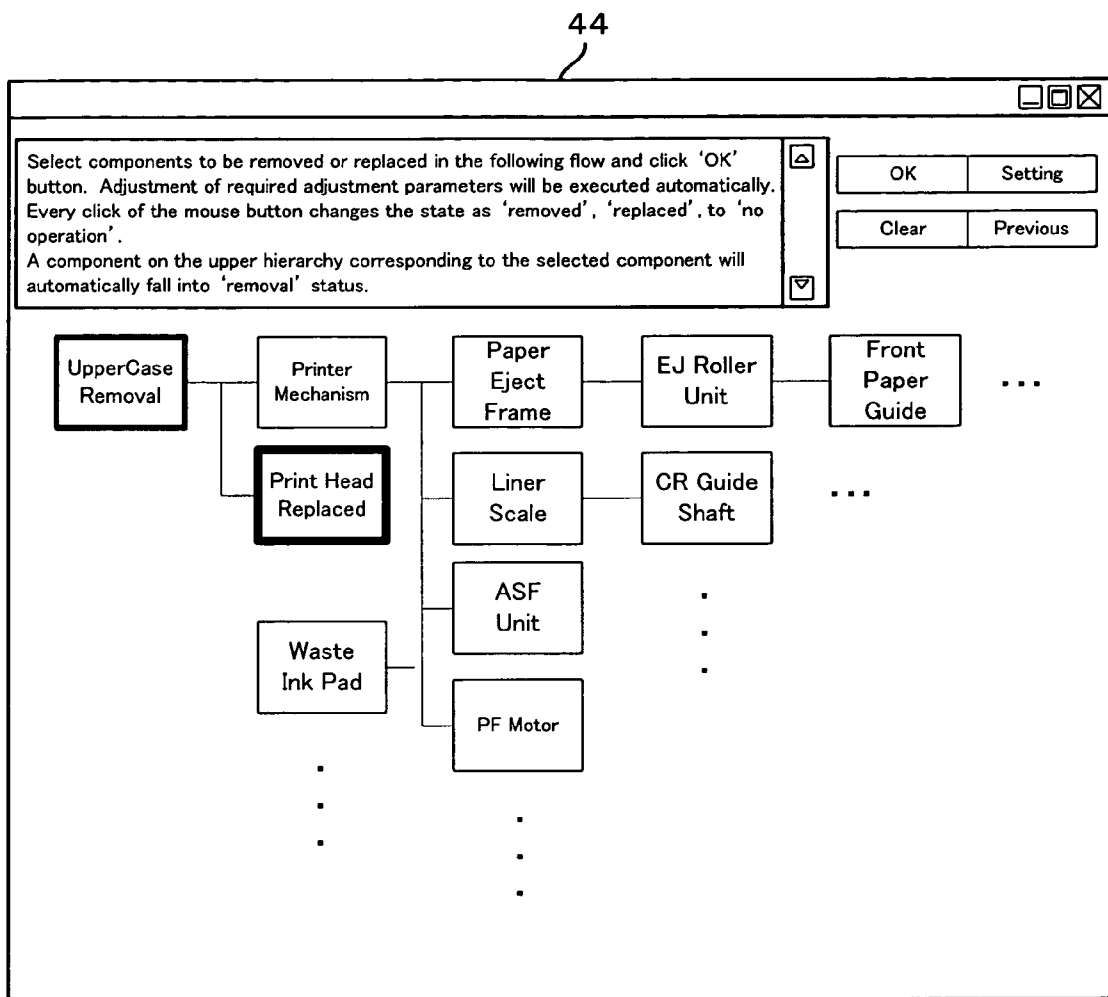 44
Select components to be removed or replaced in the following flow and click ‘OK’
button. Adjustment of required adjustment parameters will be executed automatically.
Every click of the mouse button changes the state as ‘removed’, ‘replaced’, to ‘no
operation’.
A component on the upper hierarchy corresponding to the selected component will
automatically fall into ‘removal’ status.
OK
Setting
Clear
Previous
UpperCase
Removal
Printer
Mechanism
Paper
Eject
Frame
EJ Roller
Unit
Front
Paper
Guide
...
Print Head
Replaced
Liner
Scale
CR Guide
Shaft
...
ASF
Unit
Waste
Ink Pad
PF Motor